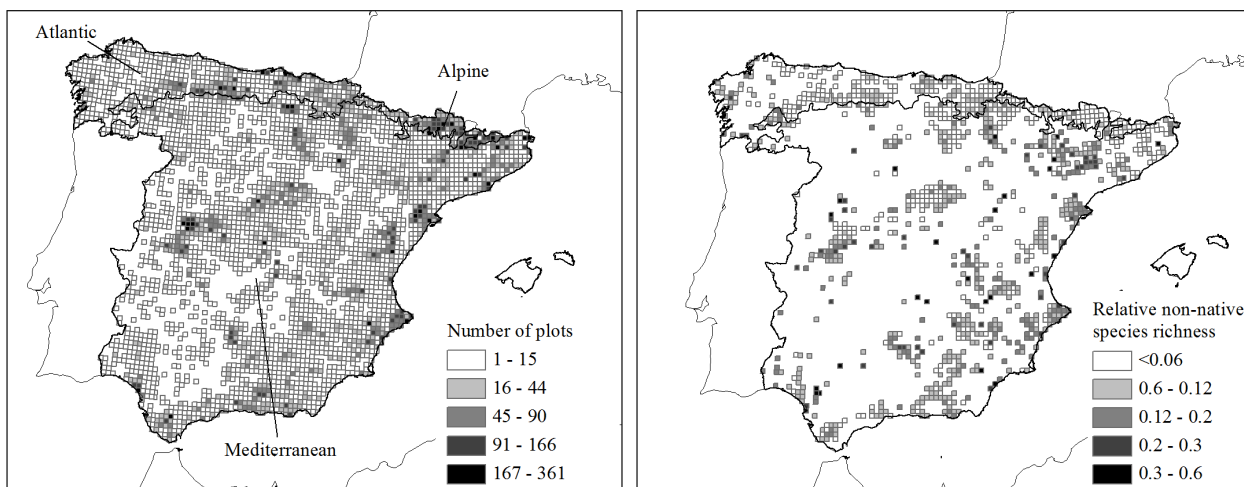 Atlantic
Alpine
Number of plots
1 - 15
16 - 44
45 - 90
91 - 166
167 - 361
Mediterranean
Relative non-native
species richness
<0.06
0.6 - 0.12
0.12 - 0.2
0.2 - 0.3
0.3 - 0.6